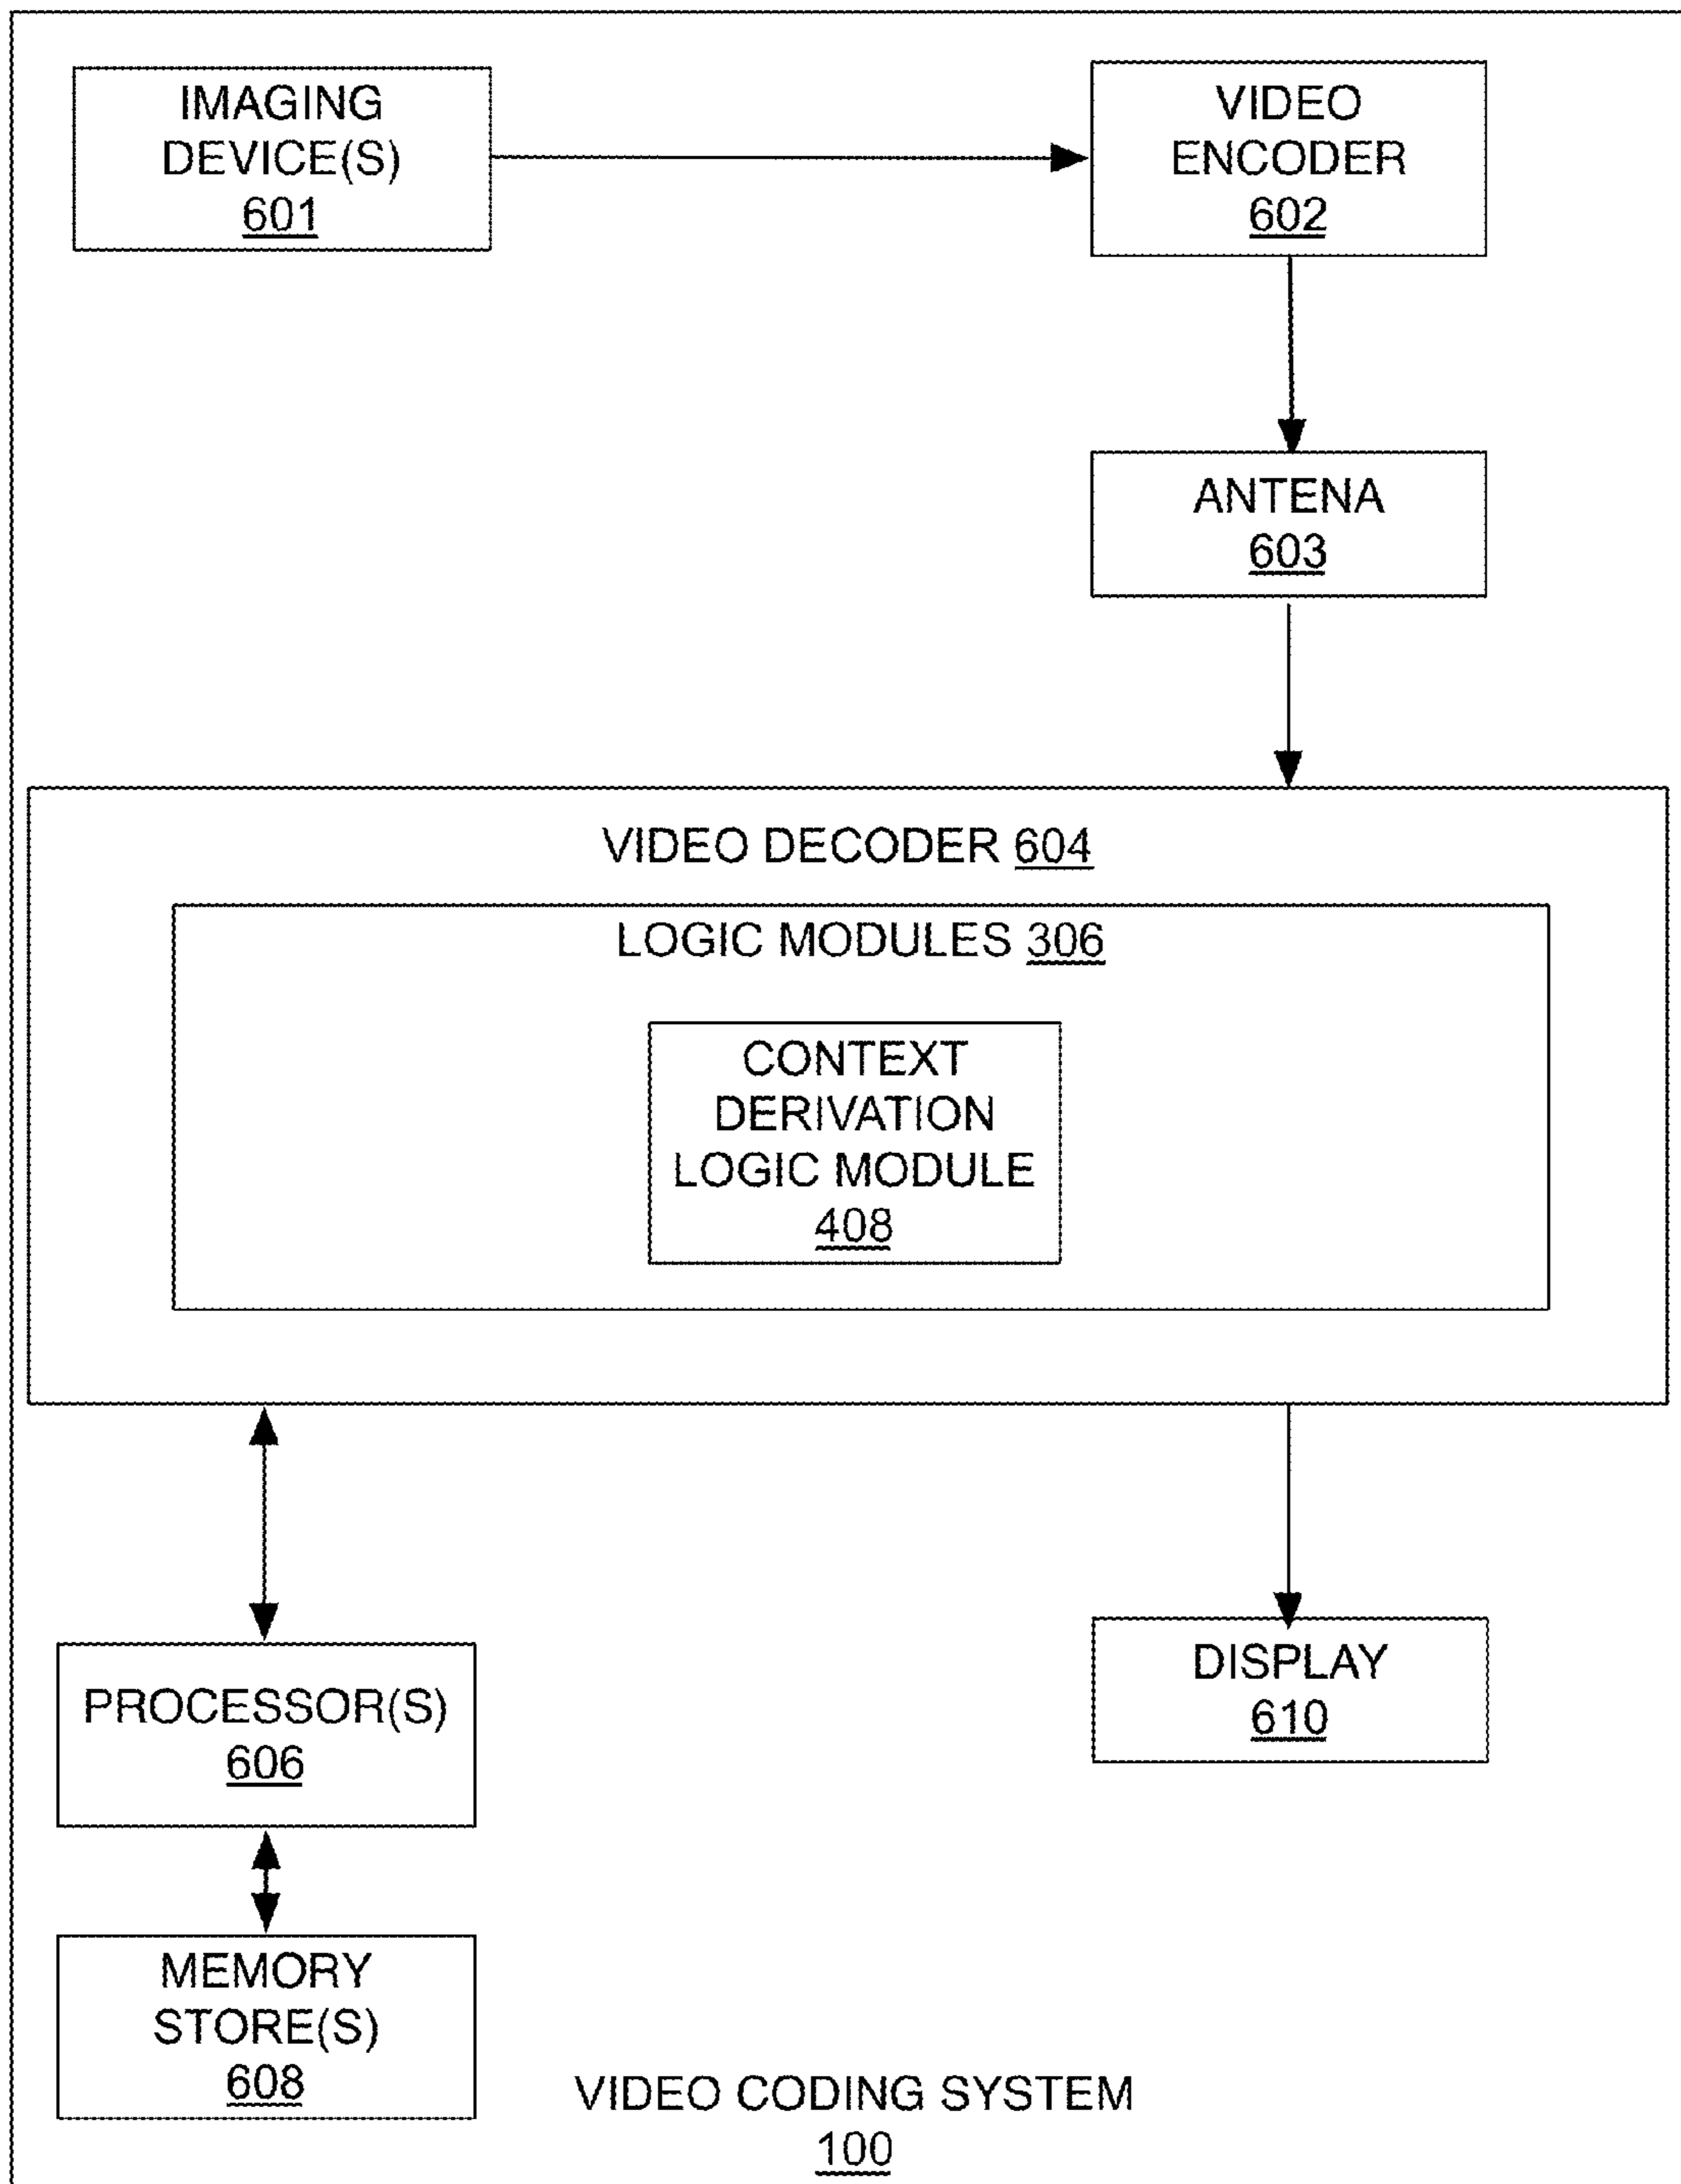 IMAGING
DEVICE(S)
601
VIDEO
ENCODER
602
ANTENA
603
VIDEO DECODER 604
LOGIC MODULES 306
CONTEXT
DERIVATION
LOGIC MODULE
408
PROCESSOR(S)
606
DISPLAY
610
MEMORY
STORE(S)
608
VIDEO CODING SYSTEM
100